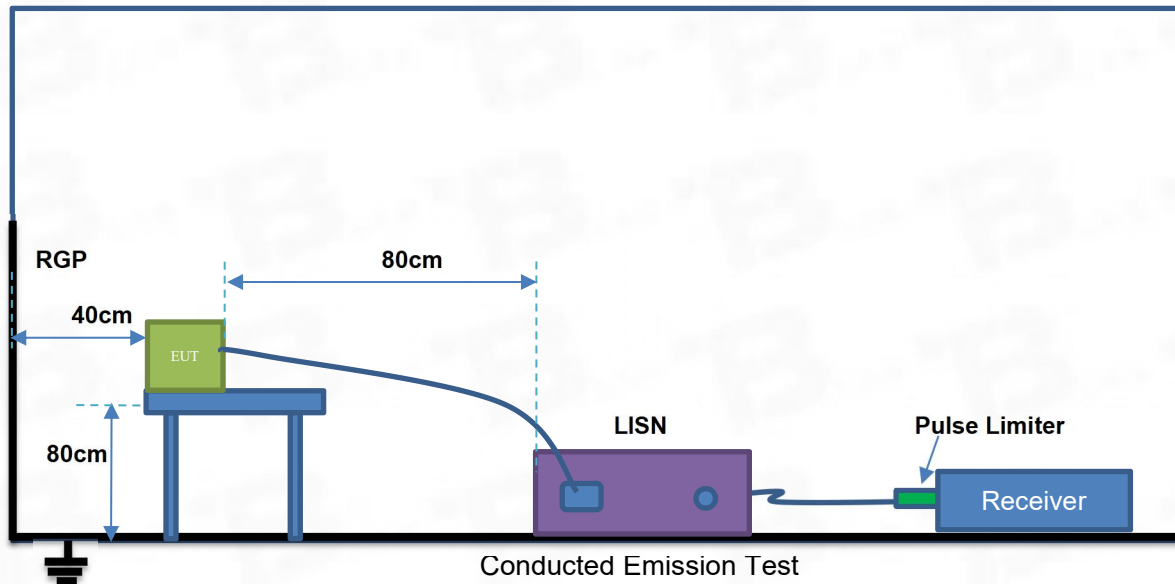 RGP
80cm
40cm
EUT
80cm
LISN
Pulse Limiter
Receiver
Conducted Emission Test